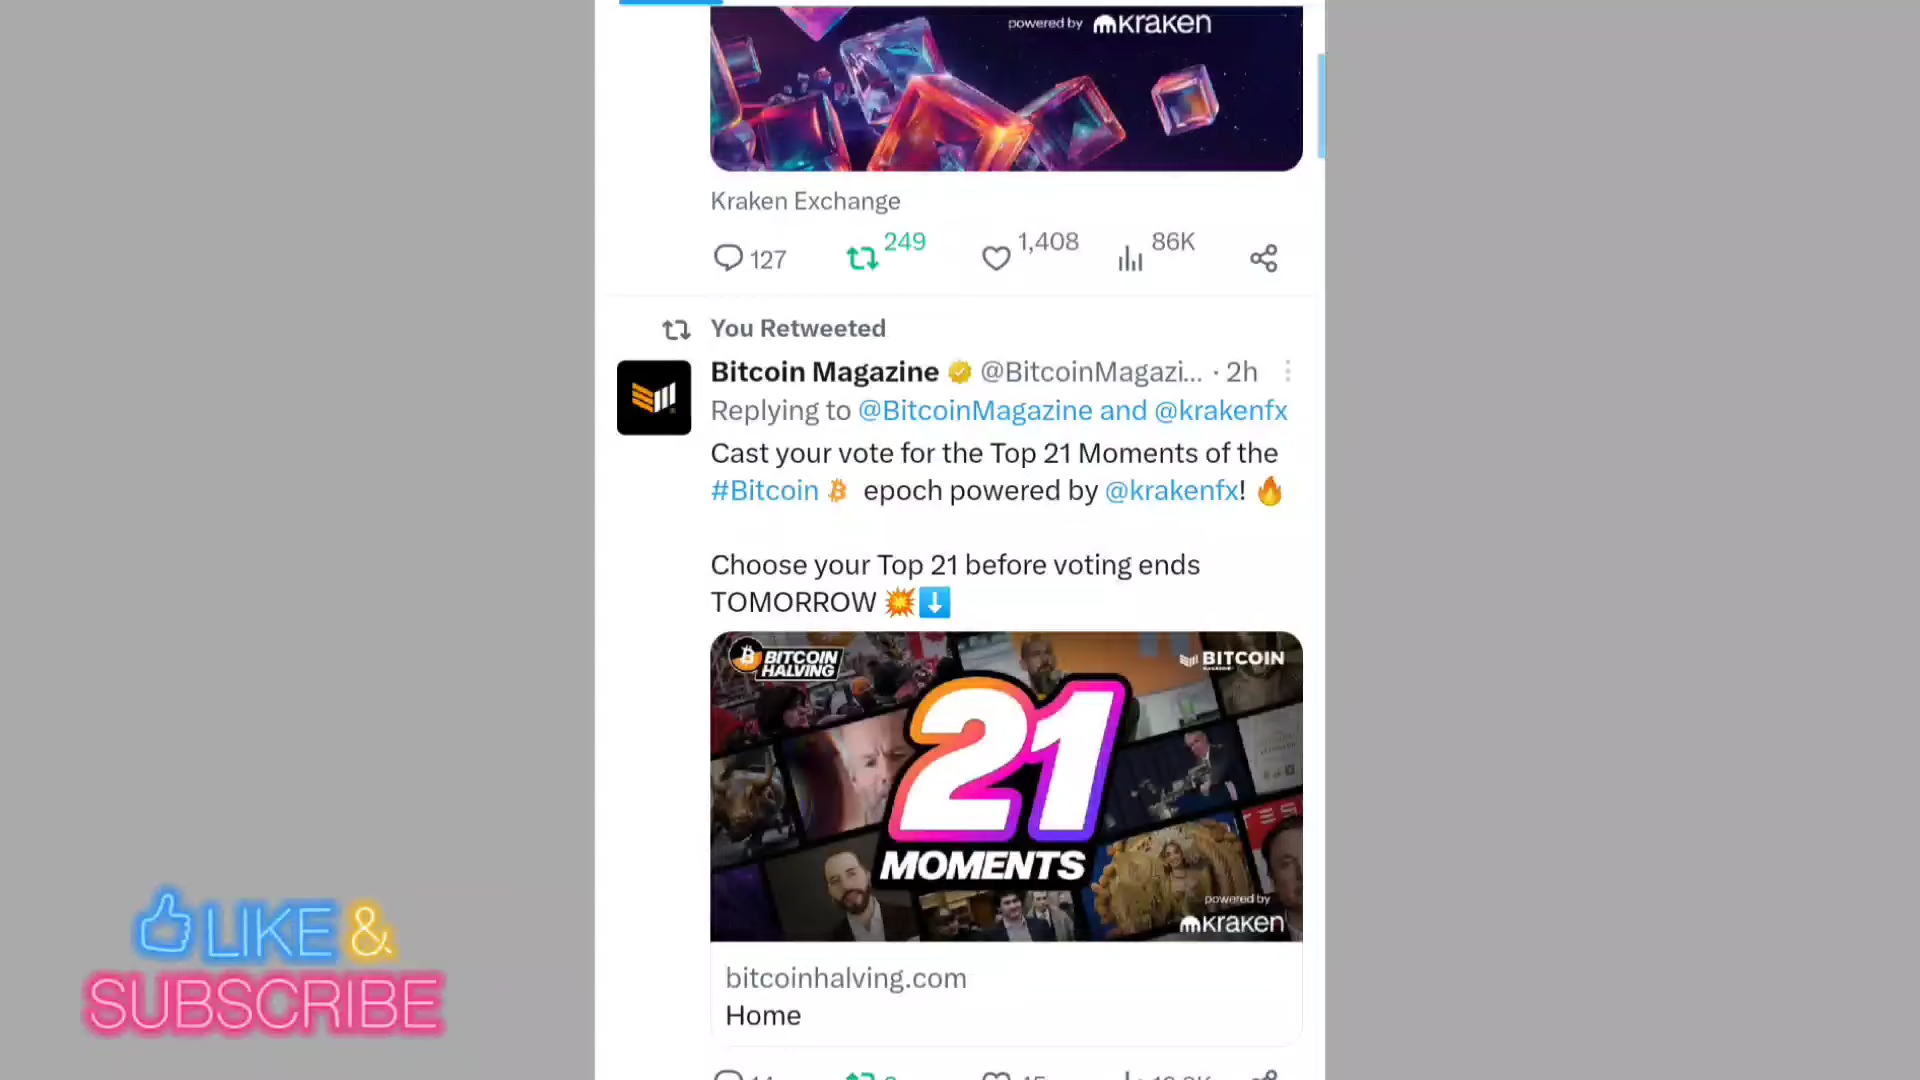 powered by kraken
Kraken Exchange
127 249 1,408 86K
You Retweeted
Bitcoin Magazine @BitcoinMagazi... · 2h
Replying to @BitcoinMagazine and @krakenfx
Cast your vote for the Top 21 Moments of the
#Bitcoin epoch powered by @krakenfx! 🔥
Choose your Top 21 before voting ends
TOMORROW 💥⬇️
BITCOIN
HALVING
BITCOIN
MAGAZINE
21
MOMENTS
TES
powered by
kraken
bitcoinhalving.com
Home
LIKE &
SUBSCRIBE